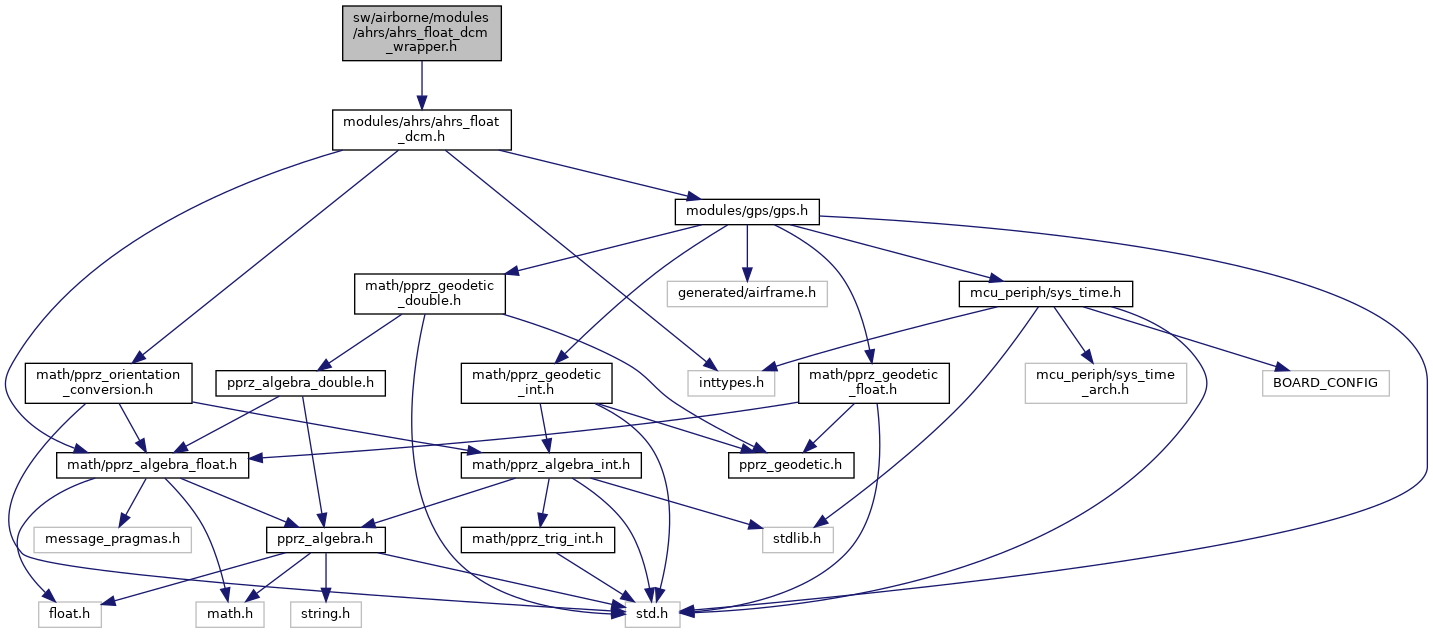 sw/airborne/modules
/ahrs/ahrs_float_dcm
_wrapper.h
modules/ahrs/ahrs_float
_dcm.h
modules/gps/gps.h
math/pprz_geodetic
_double.h
generated/airframe.h
mcu_periph/sys_time.h
math/pprz_orientation
_conversion.h
pprz_algebra_double.h
math/pprz_geodetic
_int.h
inttypes.h
math/pprz_geodetic
_float.h
mcu_periph/sys_time
_arch.h
BOARD_CONFIG
math/pprz_algebra_float.h
math/pprz_algebra_int.h
pprz_geodetic.h
message_pragmas.h
pprz_algebra.h
math/pprz_trig_int.h
stdlib.h
float.h
math.h
string.h
std.h